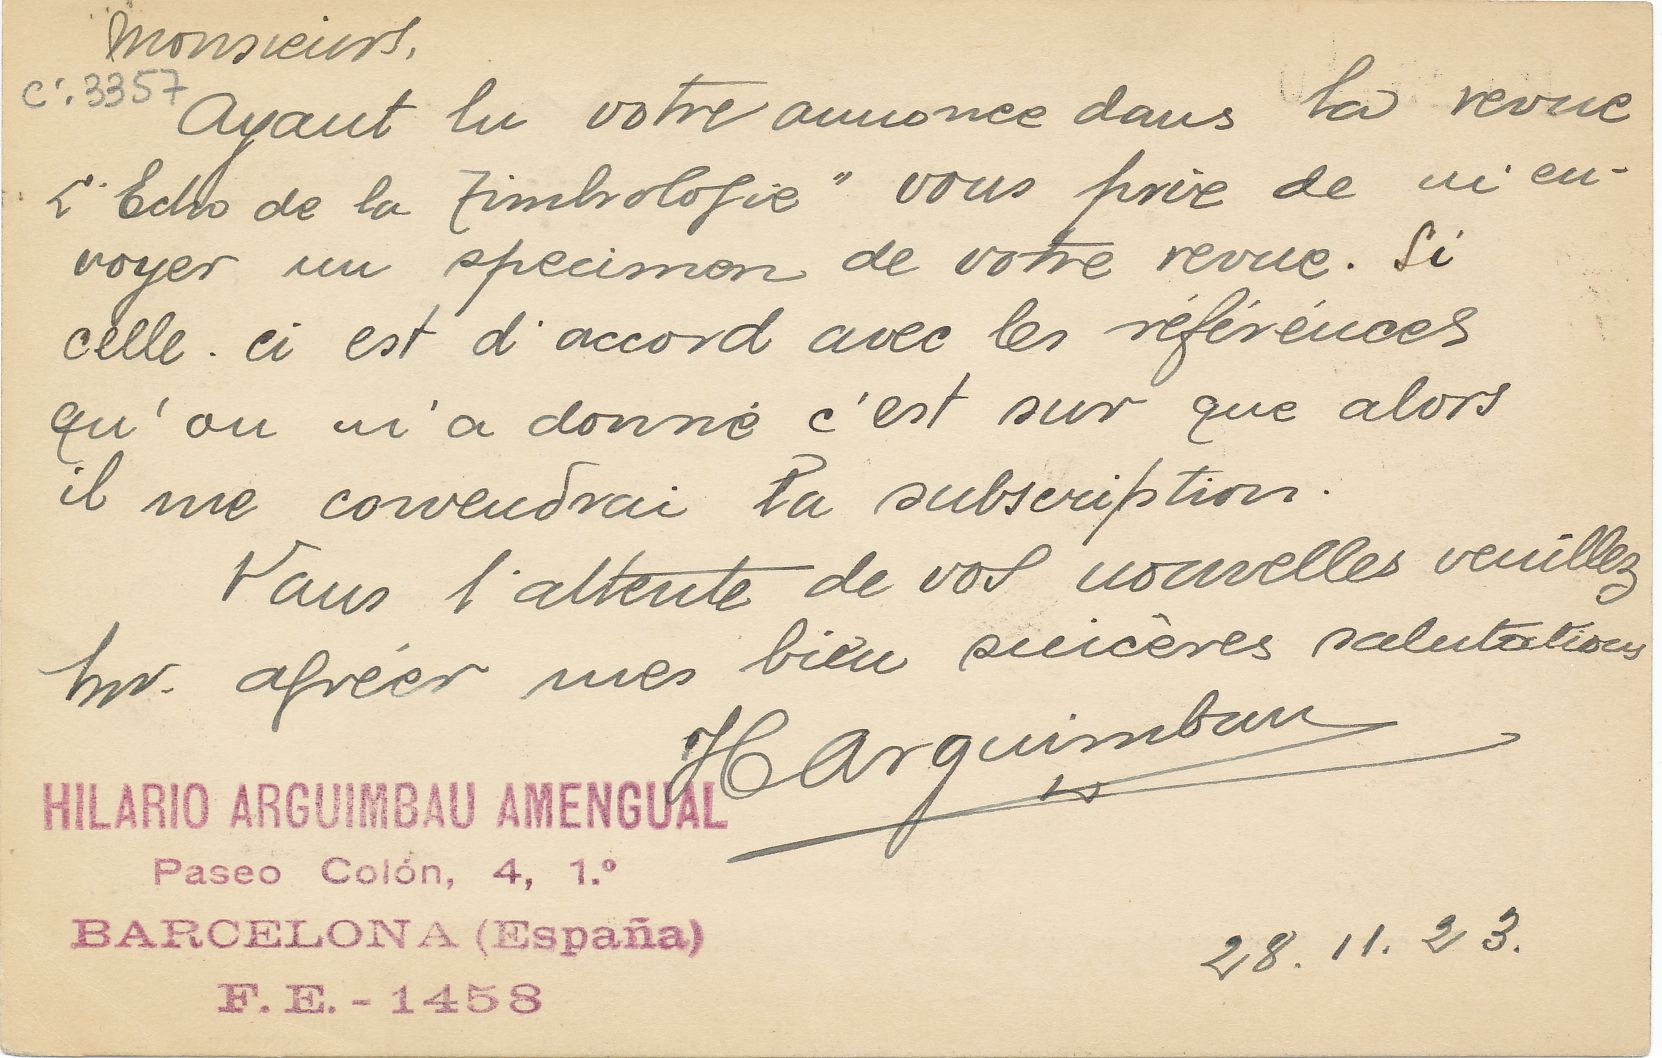 Monsieurs,
c. 3357
Ayant lu votre annonce dans la revue
L'Echo de la Timbrologie" vous prie de m'en-
voyer un specimen de votre revue. Si
celle-ci est d'accord avec les référénces
qu'on m'a donné c'est sur que alors
il me convendrai la subscription.
Dans l'attente de vos nouvelles veuillez
Mr. agréer mes bien sincères salutations
H Arguimbau
HILARIO ARGUIMBAU AMENGUAL
Paseo Colón, 4, 1.º
BARCELONA (España)
F. E. - 1458
28. 11. 23.